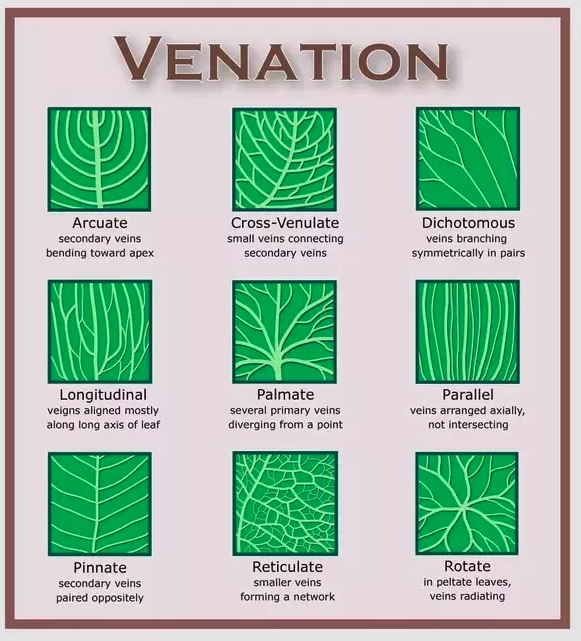 VENATION
Arcuate
secondary veins
bending toward apex
Cross-Venulate
small veins connecting
secondary veins
Dichotomous
veins branching
symmetrically in pairs
Longitudinal
veigns aligned mostly
along long axis of leaf
Palmate
several primary veins
diverging from a point
Parallel
veins arranged axially,
not intersecting
Pinnate
secondary veins
paired oppositely
Reticulate
smaller veins
forming a network
Rotate
in peltate leaves,
veins radiating